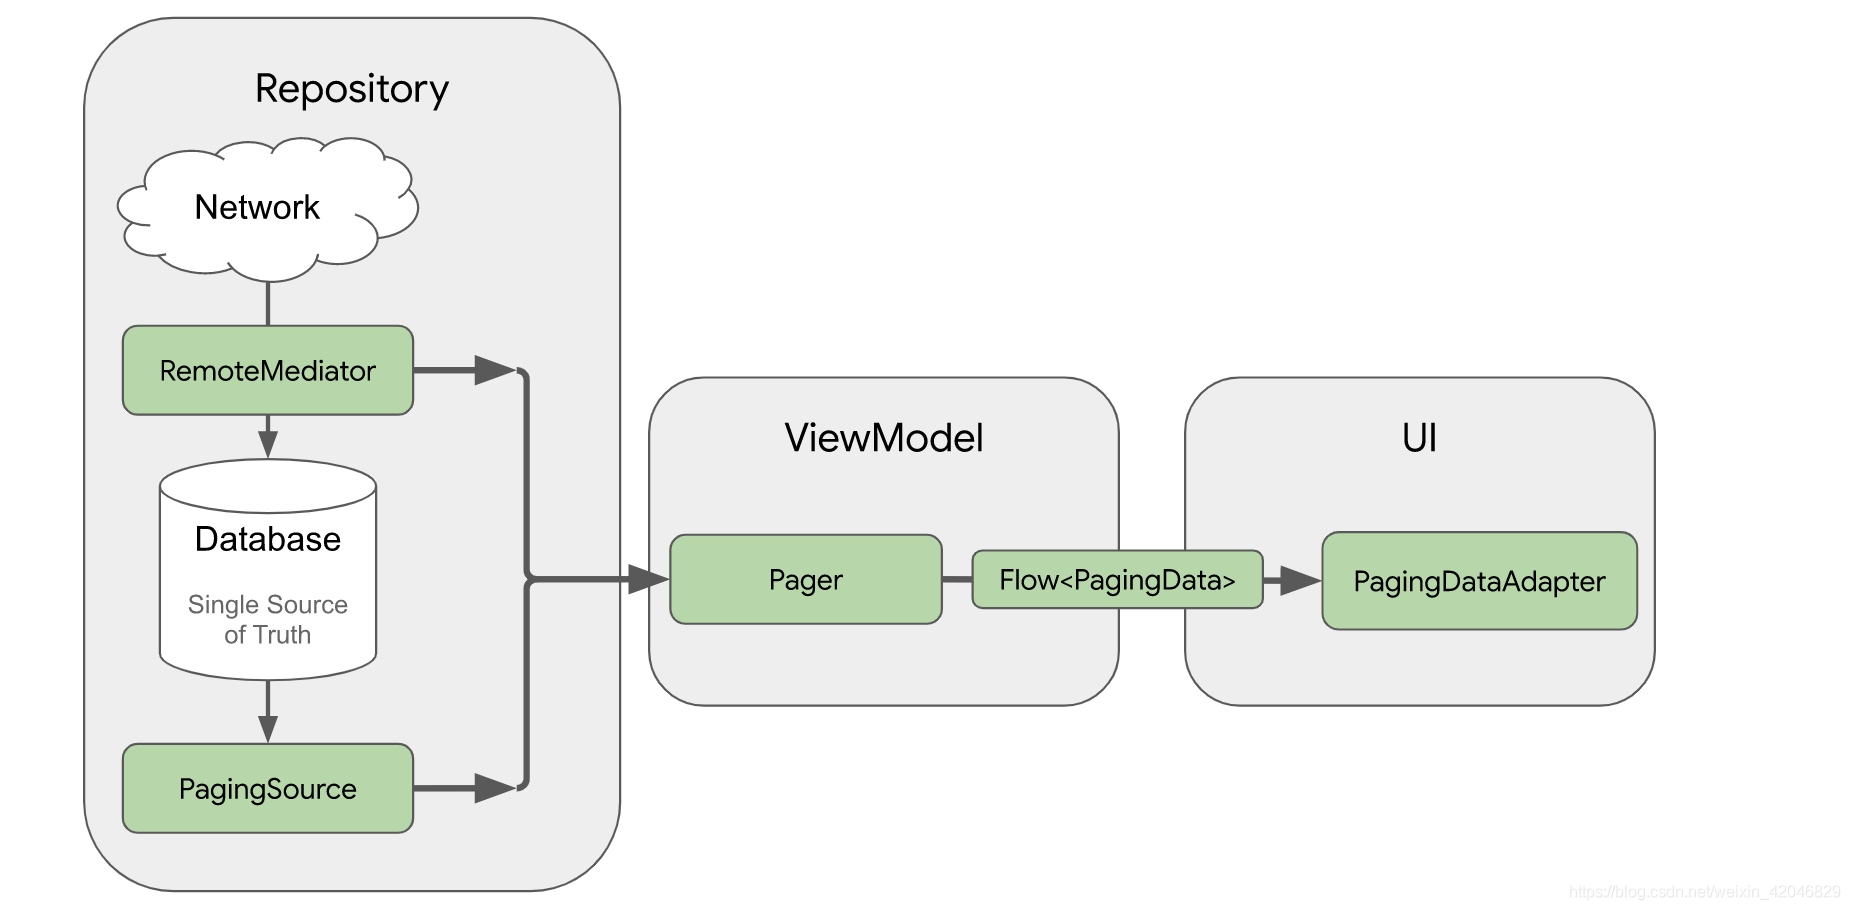 Repository
Network
RemoteMediator
Database
Single Source
of Truth
PagingSource
ViewModel
Pager
Flow<PagingData>
UI
PagingDataAdapter
https://blog.csdn.net/weixin_42046829